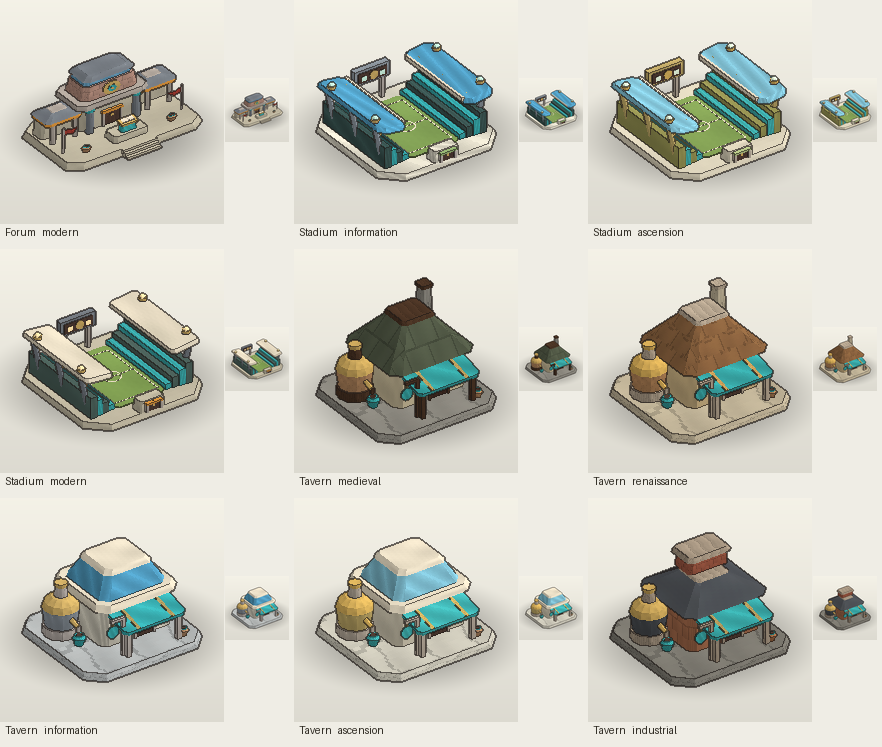 Forum modern
Stadium information
Stadium ascension
Stadium modern
Tavern medieval
Tavern renaissance
Tavern information
Tavern ascension
Tavern industrial